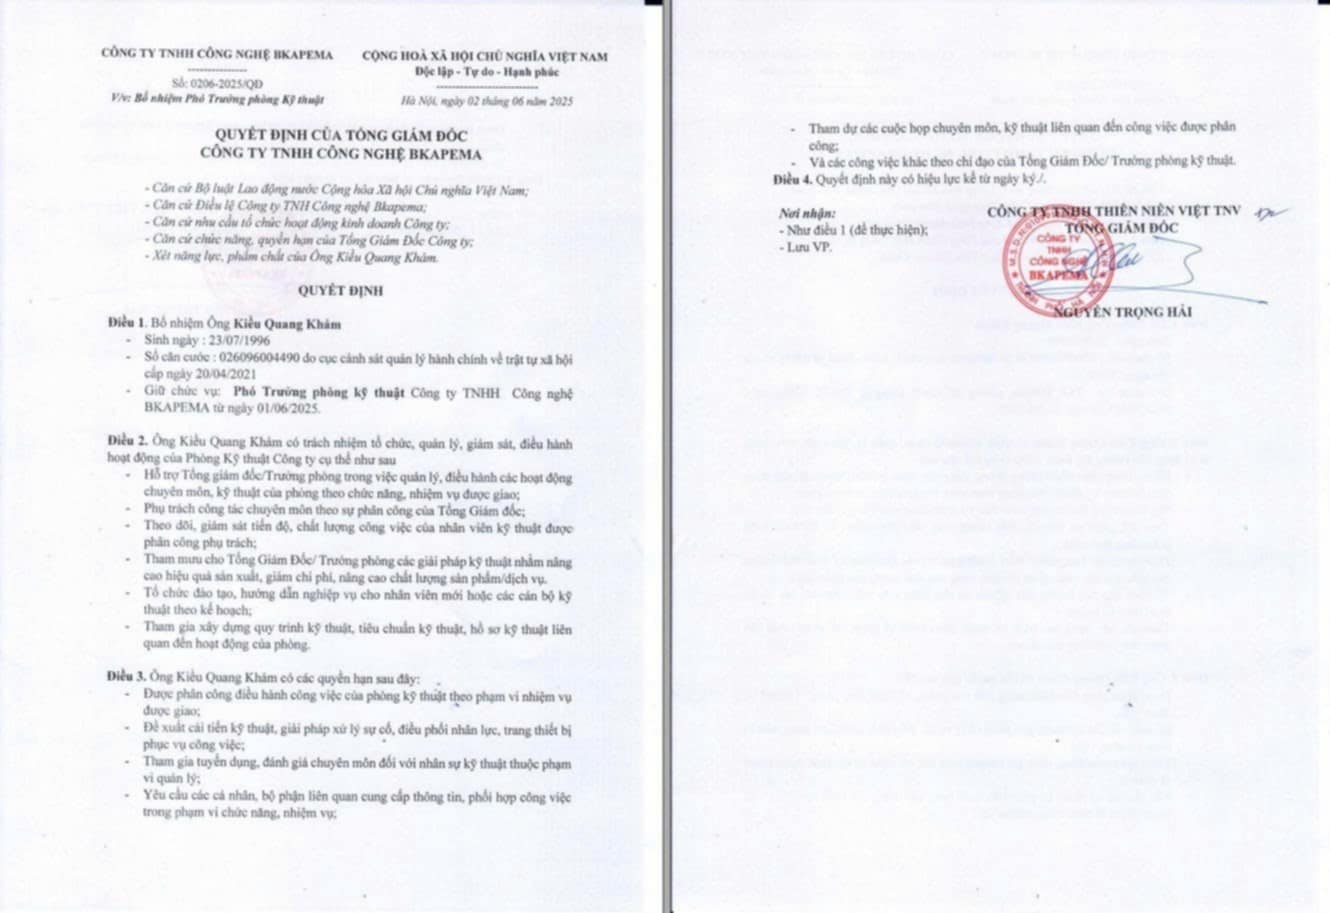 CÔNG TY TNHH CÔNG NGHỆ BKAPEMA
Số: 0206-2025/QD
V/v: Bổ nhiệm Phó Trưởng phòng Kỹ thuật
CỘNG HOÀ XÃ HỘI CHỦ NGHĨA VIỆT NAM
Độc lập - Tự do - Hạnh phúc
Hà Nội, ngày 02 tháng 06 năm 2025
QUYẾT ĐỊNH CỦA TỔNG GIÁM ĐỐC
CÔNG TY TNHH CÔNG NGHỆ BKAPEMA
- Căn cứ Bộ luật Lao động nước Cộng hòa Xã hội Chủ nghĩa Việt Nam;
- Căn cứ Điều lệ Công ty TNH Công nghệ Bkapema;
- Căn cứ nhu cầu tổ chức hoạt động kinh doanh Công ty;
- Căn cứ chức năng, quyền hạn của Tổng Giám Đốc Công ty;
- Xét năng lực, phẩm chất của Ông Kiều Quang Khảm.
QUYẾT ĐỊNH
Điều 1. Bổ nhiệm Ông Kiều Quang Khảm
- Sinh ngày : 23/07/1996
- Số căn cước : 026096004490 do cục cảnh sát quản lý hành chính về trật tự xã hội
cấp ngày 20/04/2021
- Giữ chức vụ: Phó Trưởng phòng kỹ thuật Công ty TNHH Công nghệ
BKAPEMA từ ngày 01/06/2025.
Điều 2. Ông Kiều Quang Khảm có trách nhiệm tổ chức, quản lý, giám sát, điều hành
hoạt động của Phòng Kỹ thuật Công ty cụ thể như sau
- Hỗ trợ Tổng giám đốc/Trưởng phòng trong việc quản lý, điều hành các hoạt động
chuyên môn, kỹ thuật của phòng theo chức năng, nhiệm vụ được giao;
- Phụ trách công tác chuyên môn theo sự phân công của Tổng Giám đốc;
- Theo dõi, giám sát tiến độ, chất lượng công việc của nhân viên kỹ thuật được
phân công phụ trách;
- Tham mưu cho Tổng Giám Đốc/ Trưởng phòng các giải pháp kỹ thuật nhằm nâng
cao hiệu quả sản xuất, giảm chi phí, nâng cao chất lượng sản phẩm/dịch vụ.
- Tổ chức đào tạo, hướng dẫn nghiệp vụ cho nhân viên mới hoặc các cán bộ kỹ
thuật theo kế hoạch;
- Tham gia xây dựng quy trình kỹ thuật, tiêu chuẩn kỹ thuật, hồ sơ kỹ thuật liên
quan đến hoạt động của phòng.
Điều 3. Ông Kiều Quang Khảm có các quyền hạn sau đây:
- Được phân công điều hành công việc của phòng kỹ thuật theo phạm vi nhiệm vụ
được giao;
- Đề xuất cải tiến kỹ thuật, giải pháp xử lý sự cố, điều phối nhân lực, trang thiết bị
phục vụ công việc;
- Tham gia tuyển dụng, đánh giá chuyên môn đối với nhân sự kỹ thuật thuộc phạm
vi quản lý;
- Yêu cầu các cá nhân, bộ phận liên quan cung cấp thông tin, phối hợp công việc
trong phạm vi chức năng, nhiệm vụ;
- Tham dự các cuộc họp chuyên môn, kỹ thuật liên quan đến công việc được phân
công;
- Và các công việc khác theo chỉ đạo của Tổng Giám Đốc/ Trưởng phòng kỹ thuật.
Điều 4. Quyết định này có hiệu lực kể từ ngày ký./.
Nơi nhận:
- Như điều 1 (để thực hiện);
- Lưu VP.
CÔNG TY TNHH THIÊN NIÊN VIỆT TNV
TỔNG GIÁM ĐỐC
CÔNG TY
TNHH
CÔNG NGHỆ
BKAPEMA
NGUYỄN TRỌNG HẢI